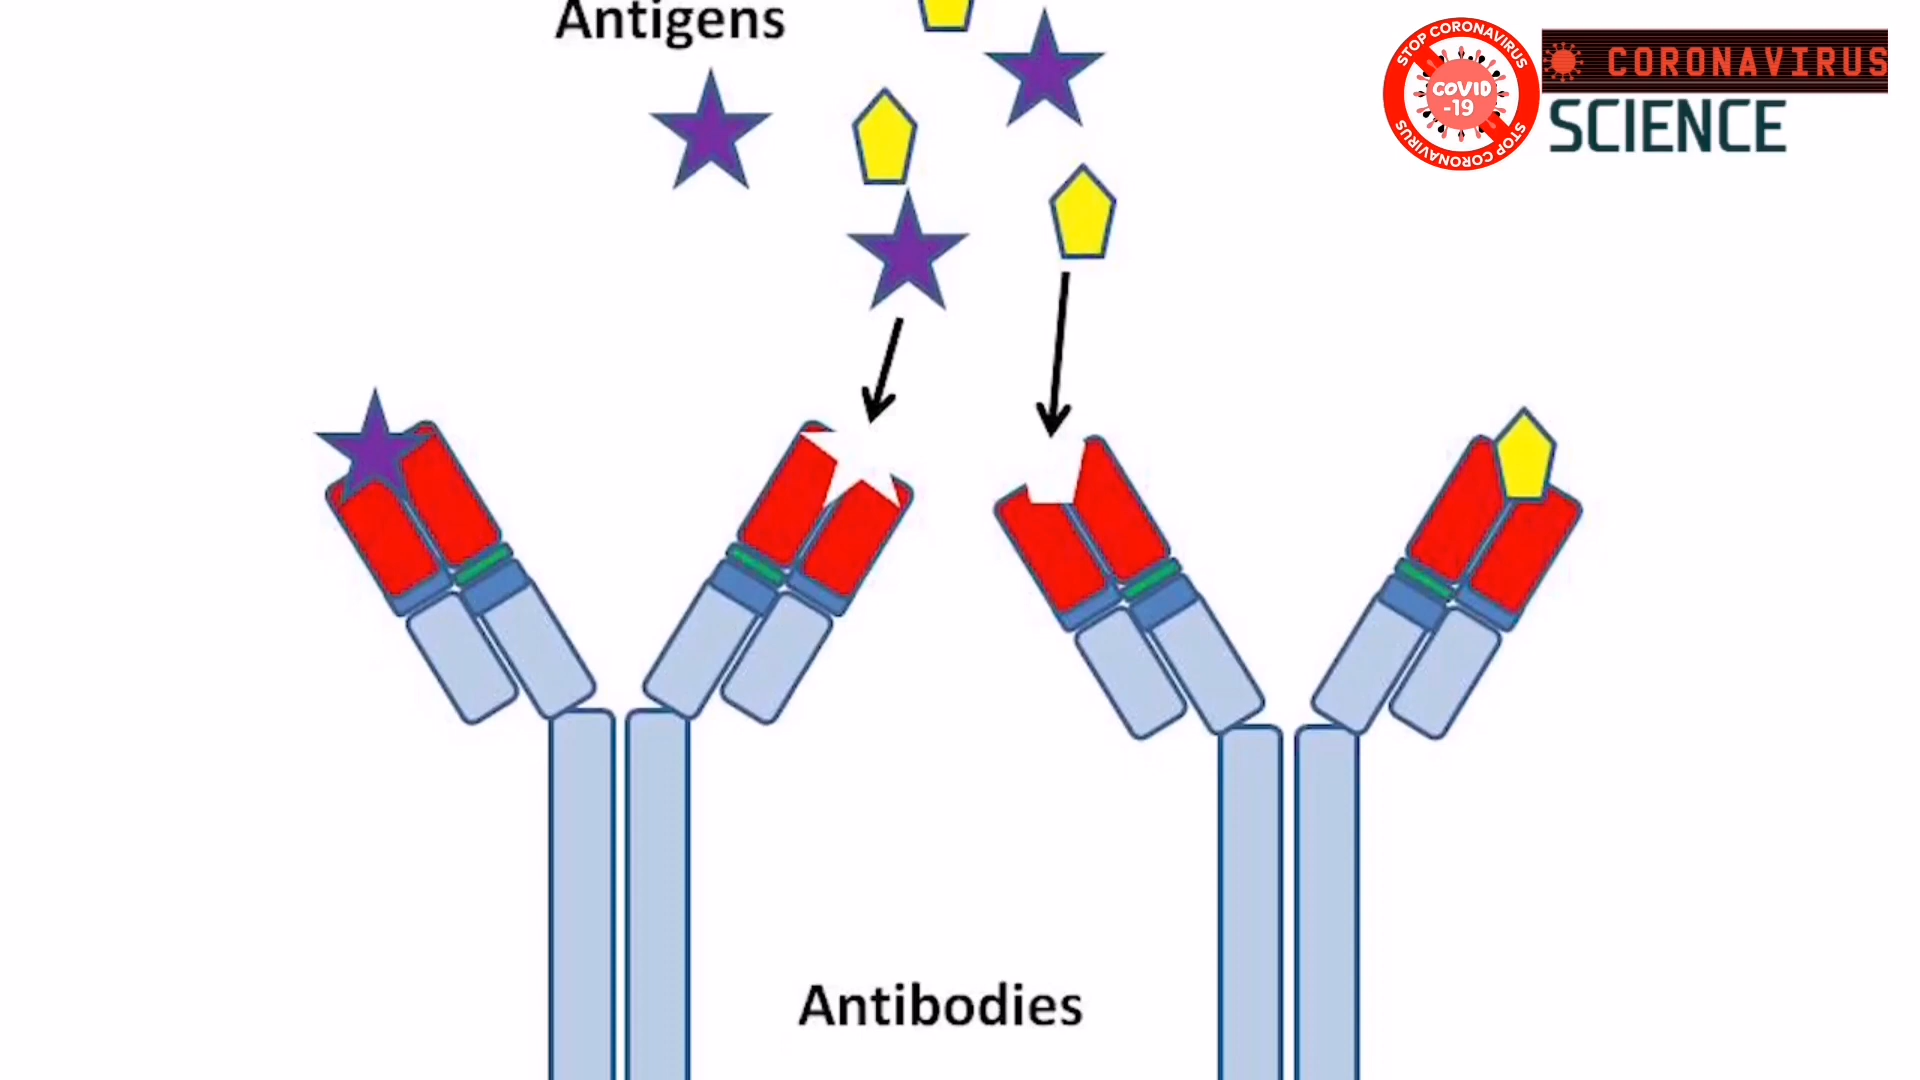 Antigens
STOP CORONAVIRUS
COVID
-19
STOP CORONAVIRUS
CORONAVIRUS
SCIENCE
Antibodies